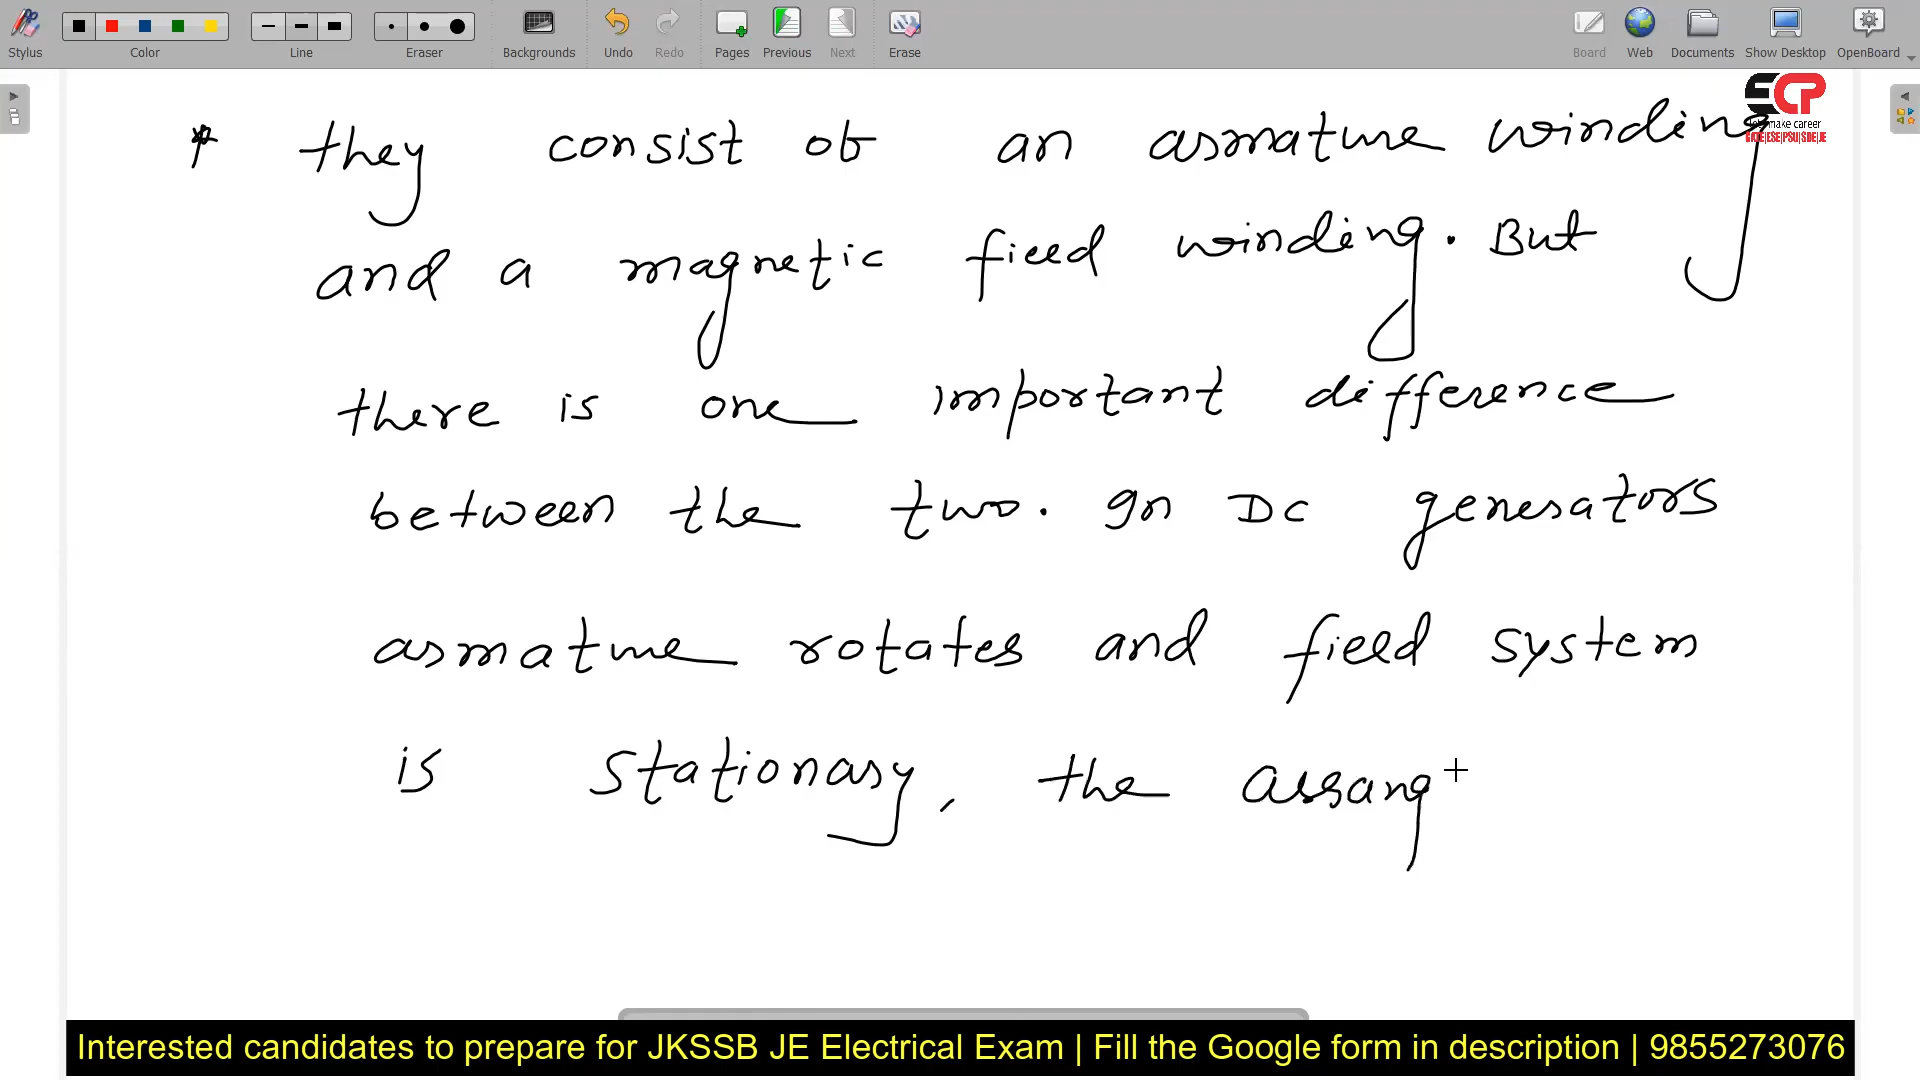 Stylus Color Line Eraser Backgrounds Undo Redo Pages Previous Next Erase Board Web Documents Show Desktop OpenBoard
ECP
make career
* they consist of an armature winding
and a magnetic field winding. But
there is one important difference
between the two. In DC generators
armature rotates and field system
is stationary, the arrang
Interested candidates to prepare for JKSSB JE Electrical Exam | Fill the Google form in description | 9855273076